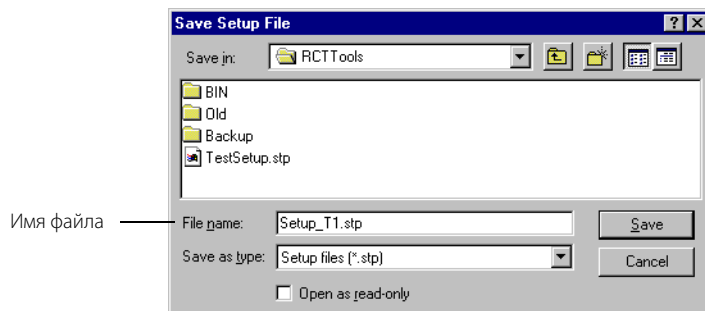 Save Setup File
Save in: RCTTools
BIN
Old
Backup
TestSetup.stp
Имя файла
File name: Setup_T1.stp Save
Save as type: Setup files (*.stp) Cancel
Open as read-only